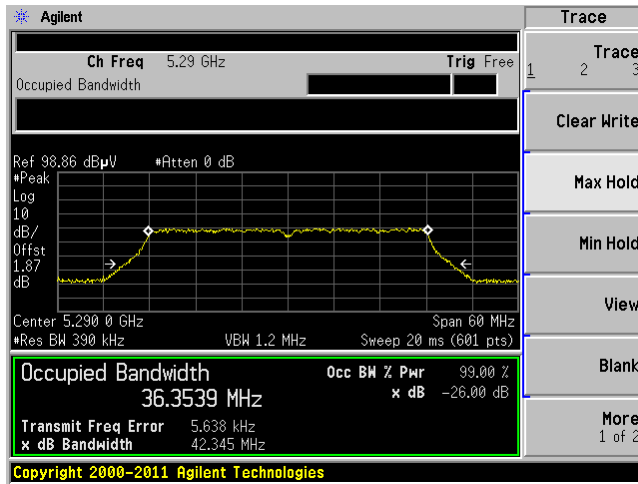 Agilent
Trace
Ch Freq 5.29 GHz Trig Free
Occupied Bandwidth
Trace
1 2 3
Clear Write
Max Hold
Min Hold
View
Blank
More
1 of 2
Ref 98.86 dBµV #Atten 0 dB
#Peak
Log
10
dB/
Offst
1.87
dB
Center 5.290 0 GHz Span 60 MHz
#Res BW 390 kHz VBW 1.2 MHz Sweep 20 ms (601 pts)
Occupied Bandwidth Occ BW % Pwr 99.00 %
36.3539 MHz x dB -26.00 dB
Transmit Freq Error 5.638 kHz
x dB Bandwidth 42.345 MHz
Copyright 2000-2011 Agilent Technologies